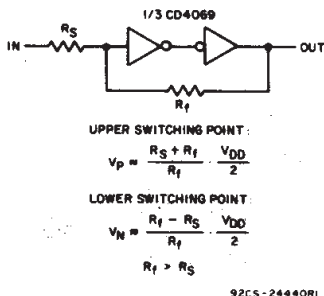 1/3 CD4069
IN
RS
OUT
Rf
UPPER SWITCHING POINT:
VP ≈ RS + Rf / Rf · VDD / 2
LOWER SWITCHING POINT:
VN ≈ Rf - RS / Rf · VDD / 2
Rf > RS
92CS-24440R1